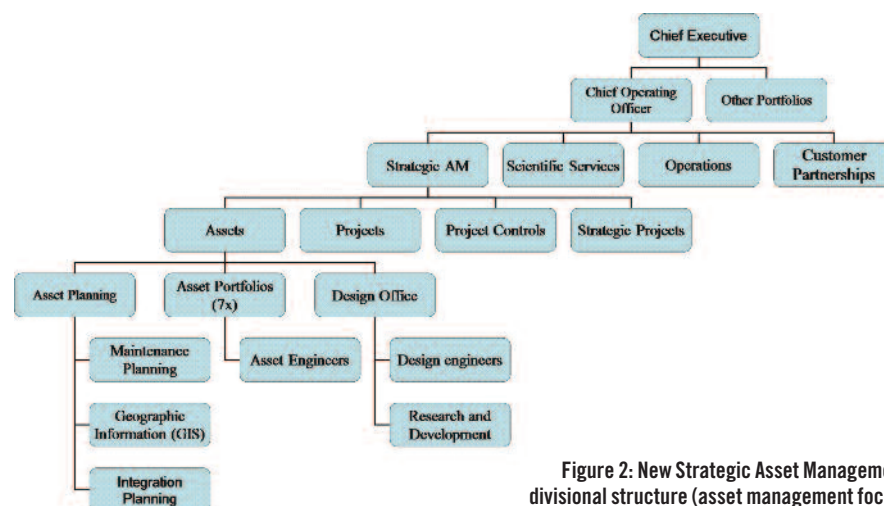 Chief Executive
Chief Operating
Officer
Other Portfolios
Strategic AM
Scientific Services
Operations
Customer
Partnerships
Assets
Projects
Project Controls
Strategic Projects
Asset Planning
Asset Portfolios
(7x)
Design Office
Maintenance
Planning
Asset Engineers
Design engineers
Geographic
Information (GIS)
Research and
Development
Integration
Planning
Figure 2: New Strategic Asset Manageme
divisional structure (asset management foc